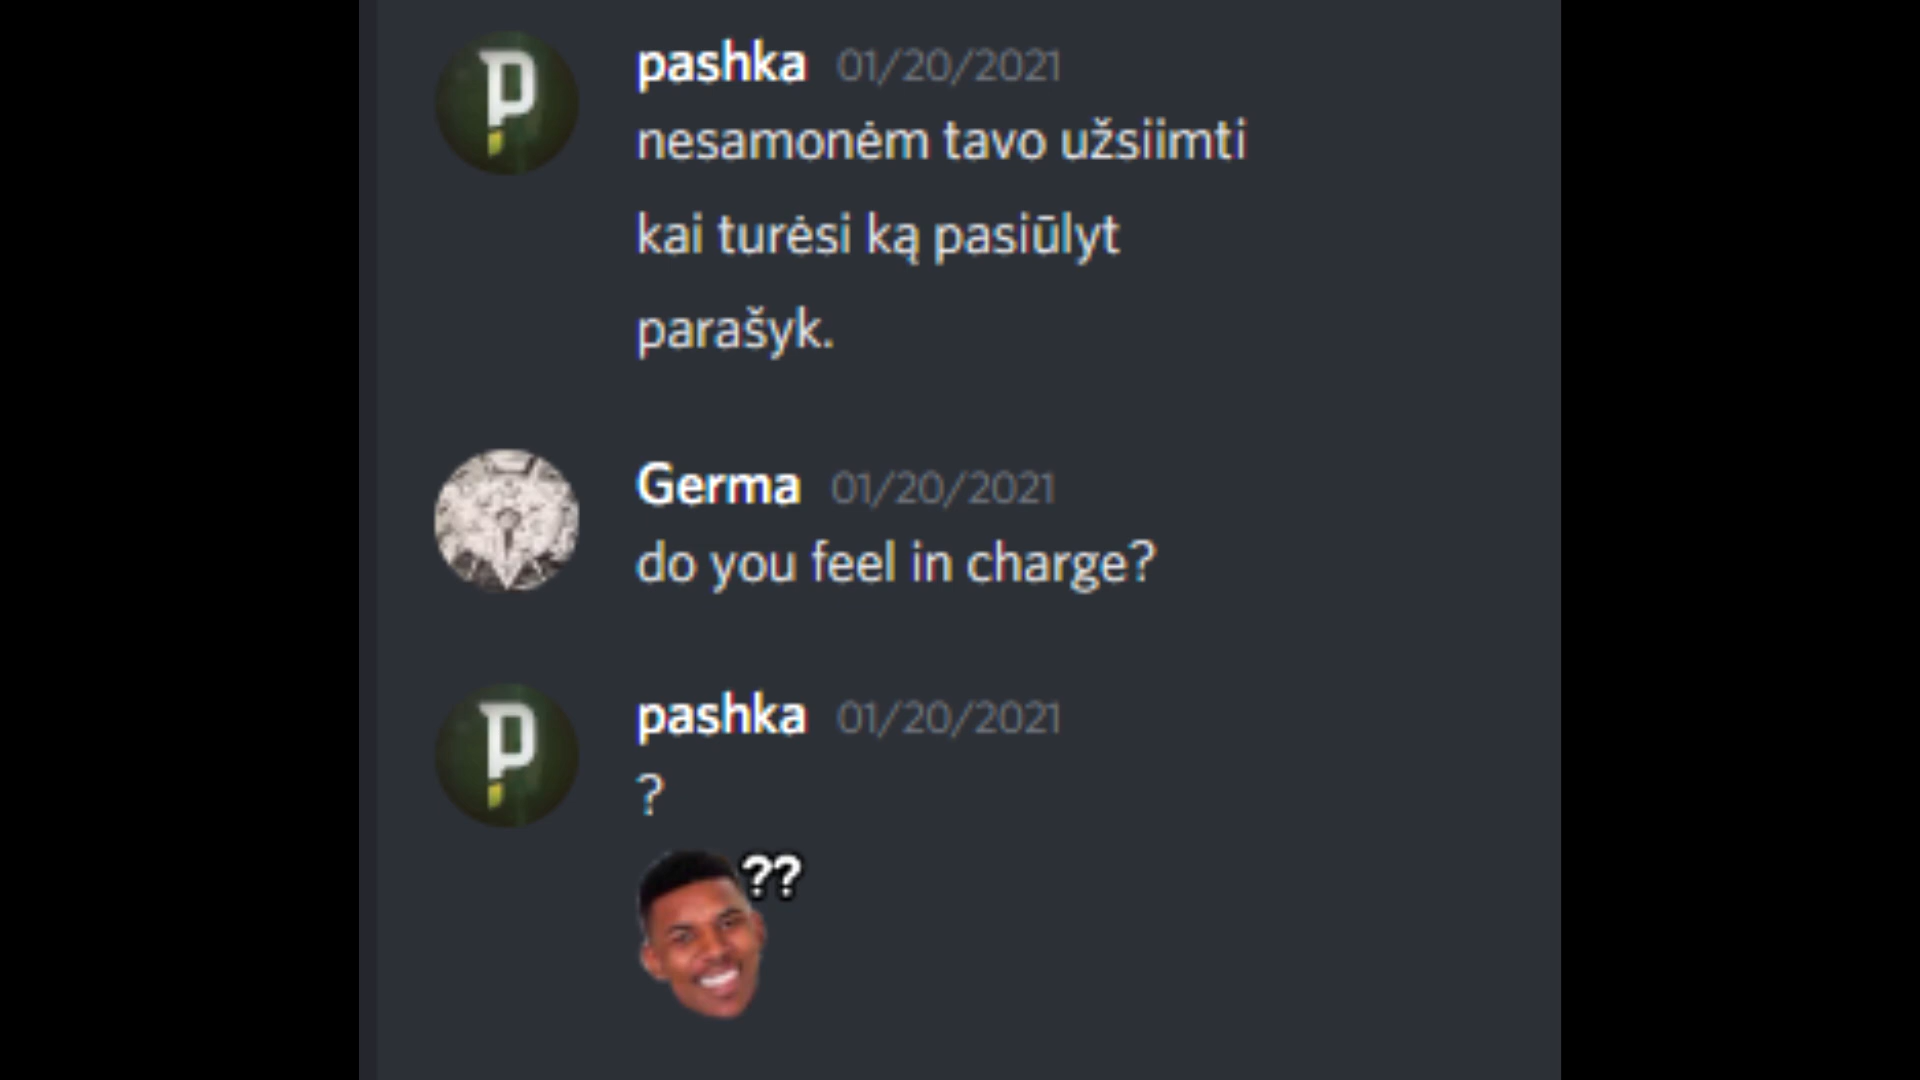 pashka 01/20/2021
nesamonėm tavo užsiimti
kai turėsi ką pasiūlyt
parašyk.
Germa 01/20/2021
do you feel in charge?
pashka 01/20/2021
?
??